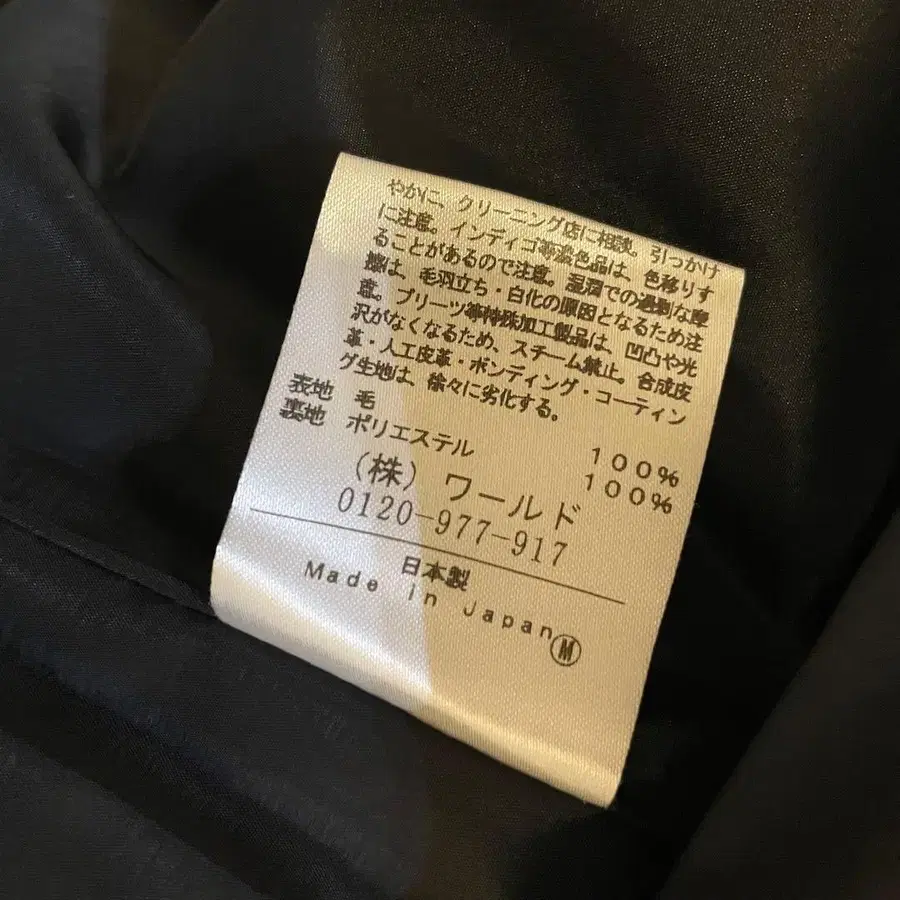 やかに、クリーニング店に相談。引っかけ
に注意。インディゴ等濃色品は、色移りす
ることがあるので注意。湿潤での過剰な摩
擦は、毛羽立ち・白化の原因となるため注
意。プリーツ等特殊加工製品は、凹凸や光
沢がなくなるため、スチーム禁止。合成皮
革・人工皮革・ボンディング・コーティン
グ生地は、徐々に劣化する。
表地 毛 100%
裏地 ポリエステル 100%
(株) ワールド
0120-977-917
日本製
Made in Japan M